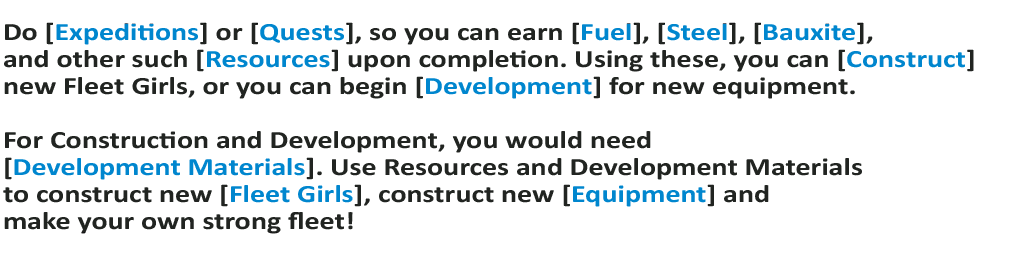 Do [Expeditions] or [Quests], so you can earn [Fuel], [Steel], [Bauxite],
and other such [Resources] upon completion. Using these, you can [Construct]
new Fleet Girls, or you can begin [Development] for new equipment.
For Construction and Development, you would need
[Development Materials]. Use Resources and Development Materials
to construct new [Fleet Girls], construct new [Equipment] and
make your own strong fleet!